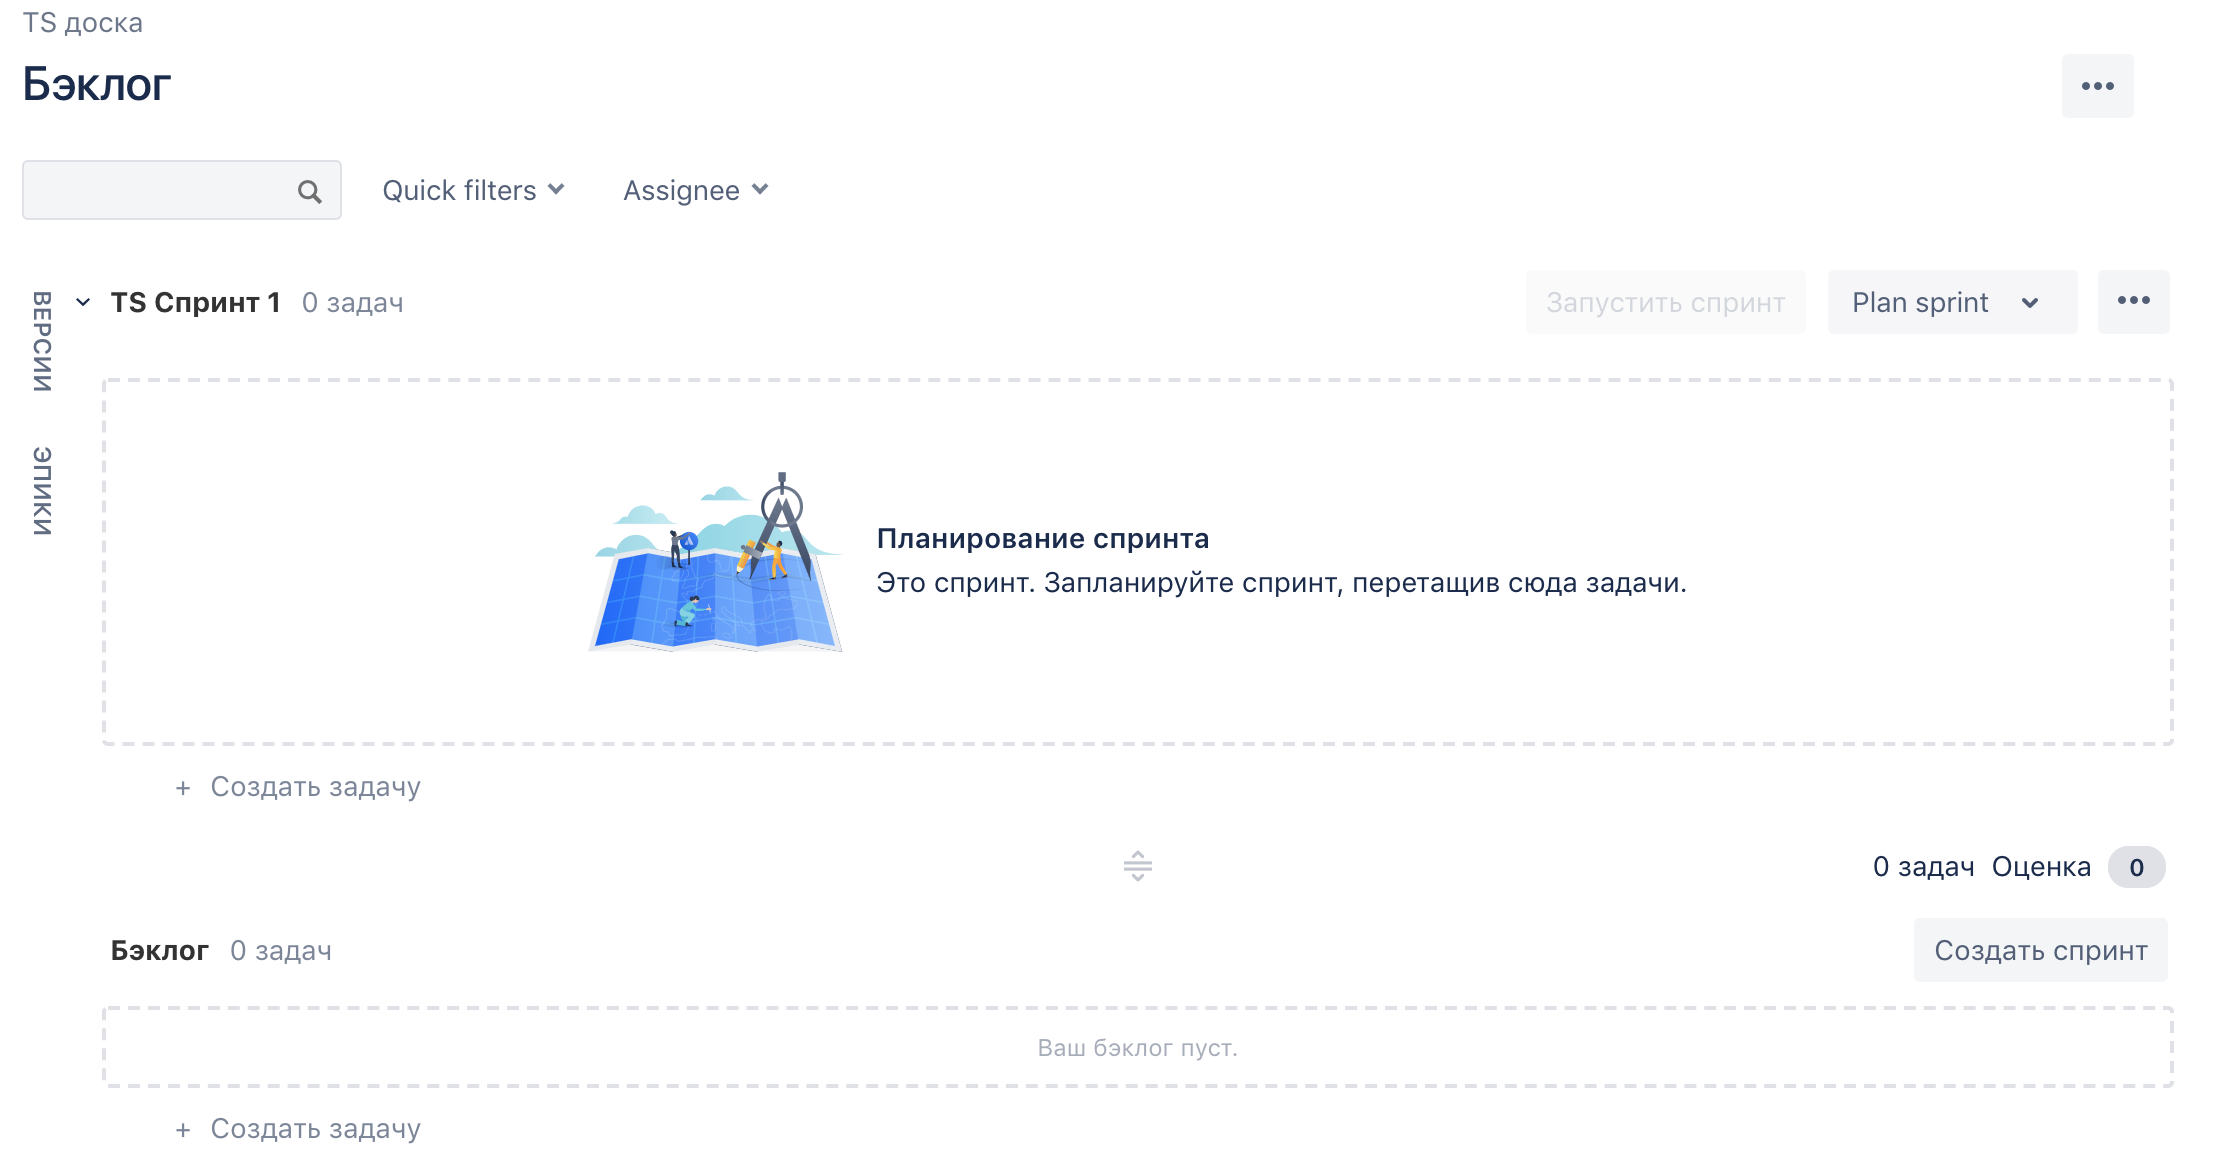 TS доска
Бэклог
Quick filters Assignee
ВЕРСИИ
ЭПИКИ
TS Спринт 1 0 задач Запустить спринт Plan sprint
Планирование спринта
Это спринт. Запланируйте спринт, перетащив сюда задачи.
+ Создать задачу
0 задач Оценка 0
Бэклог 0 задач Создать спринт
Ваш бэклог пуст.
+ Создать задачу